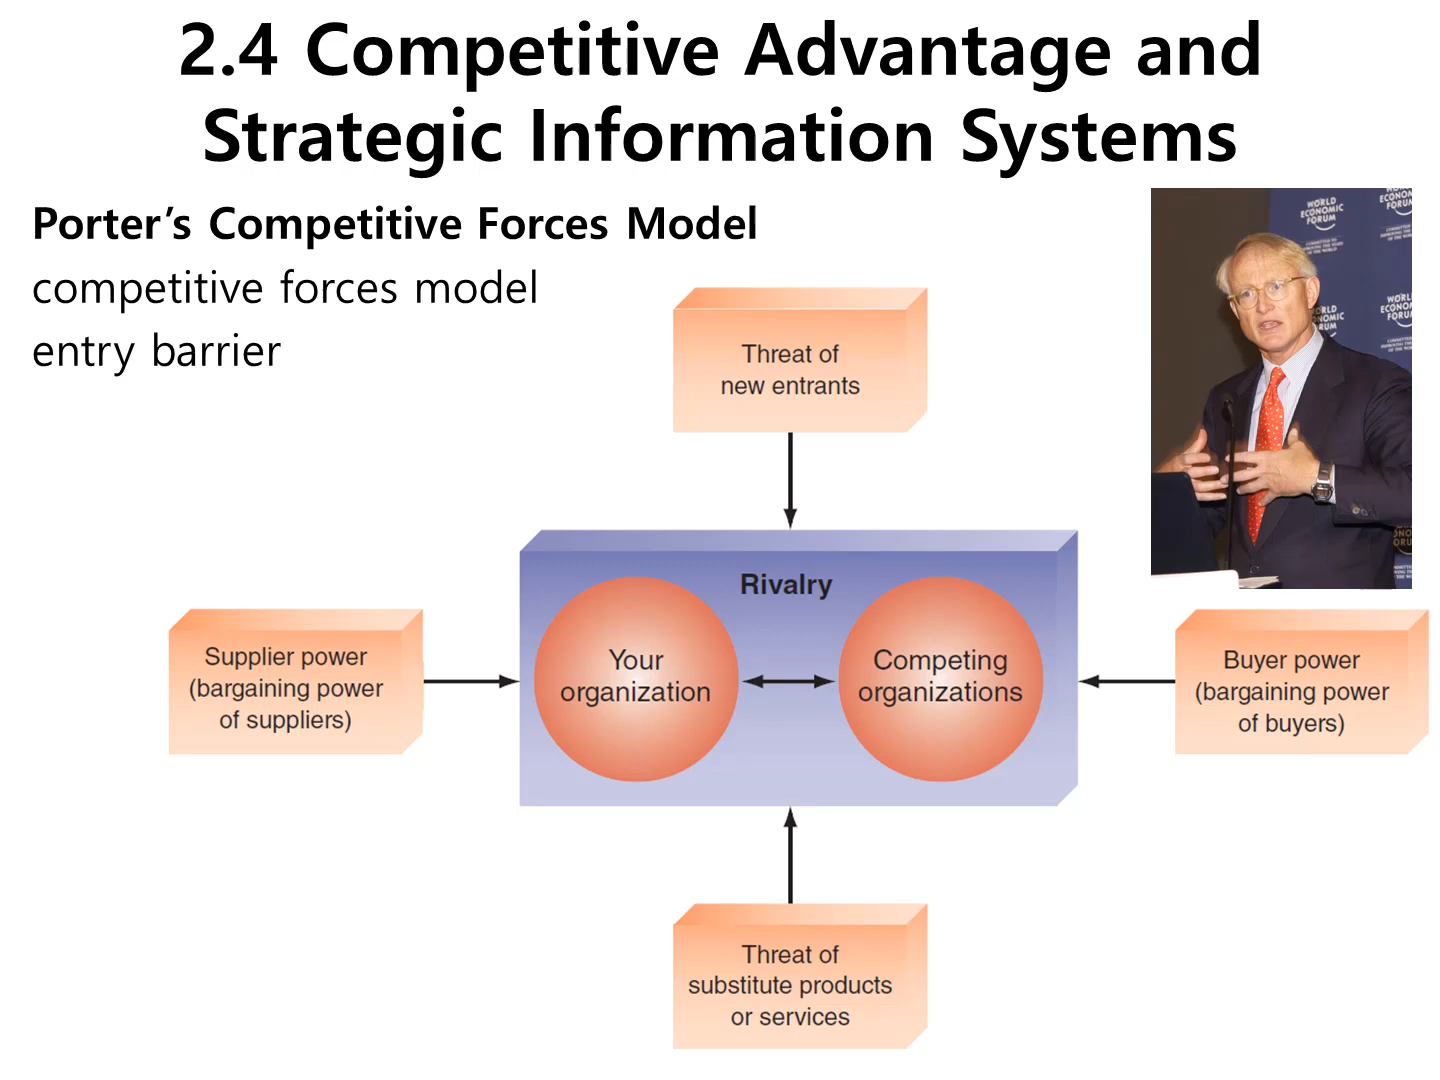 2.4 Competitive Advantage and
Strategic Information Systems
Porter’s Competitive Forces Model
competitive forces model
entry barrier
WORLD
ECONOMIC
FORUM
Threat of
new entrants
Rivalry
Supplier power
(bargaining power
of suppliers)
Your
organization
Competing
organizations
Buyer power
(bargaining power
of buyers)
Threat of
substitute products
or services